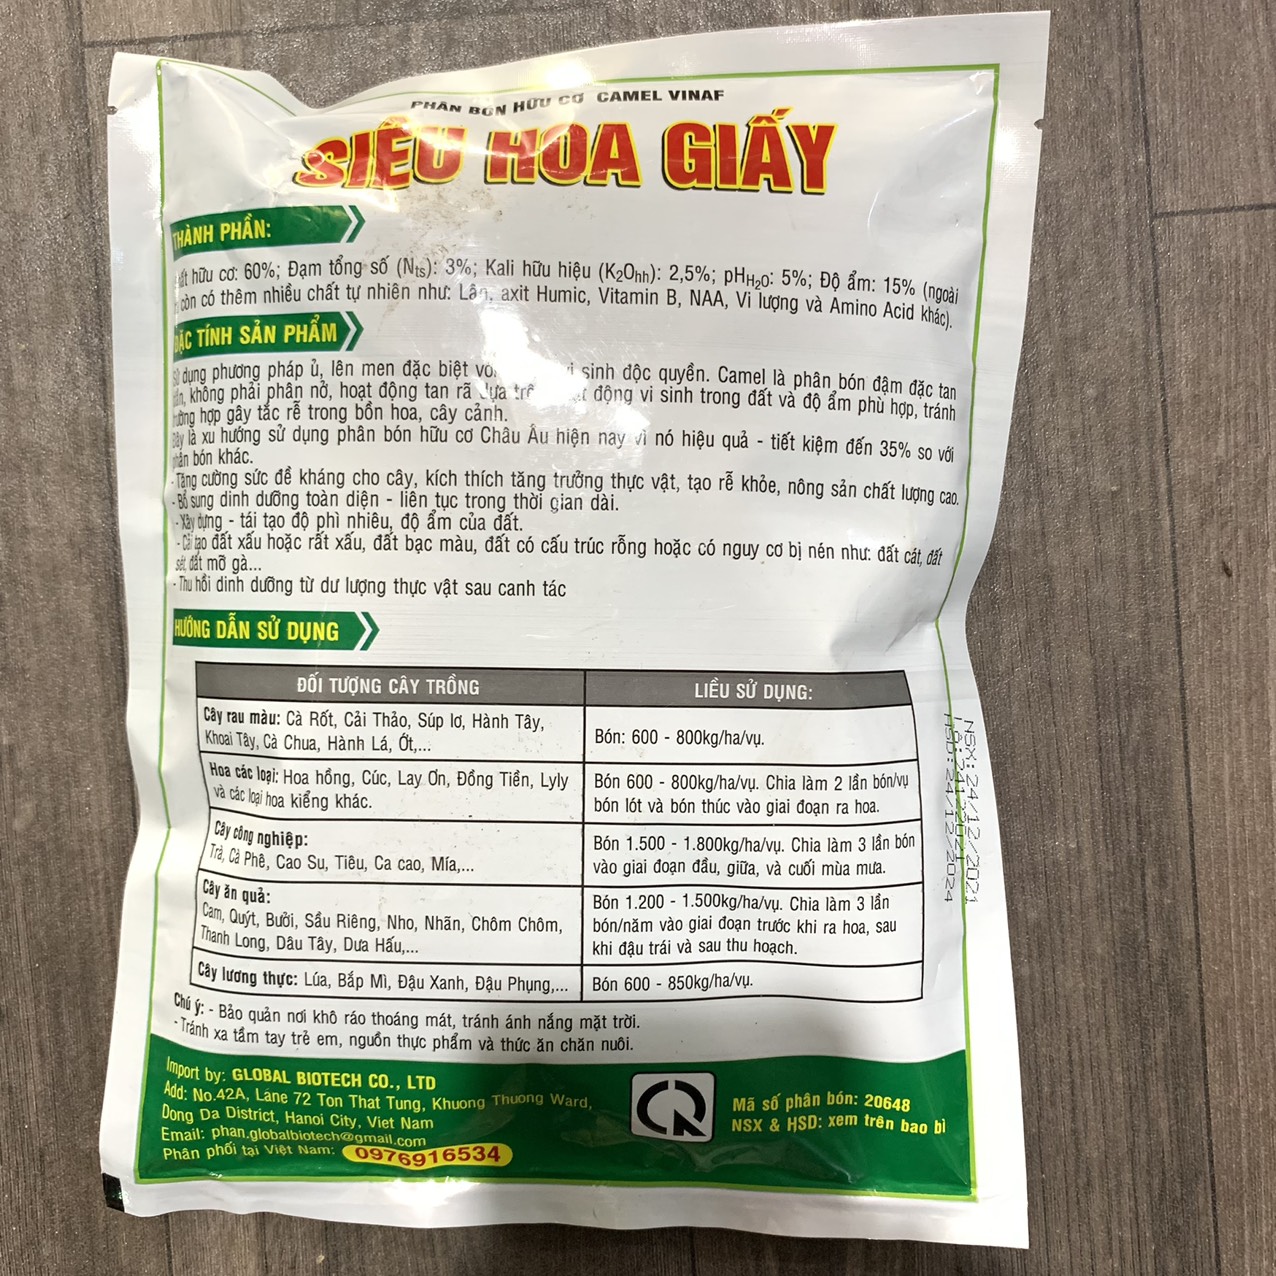 PHÂN BÓN HỮU CƠ CAMEL VINAF
SIÊU HOA GIẤY
THÀNH PHẦN:
hữu cơ: 60%; Đạm tổng số (Nts): 3%; Kali hữu hiệu (K2Ohh): 2,5%; pHH2O: 5%; Độ ẩm: 15% (ngoài
còn có thêm nhiều chất tự nhiên như: Lân, axit Humic, Vitamin B, NAA, Vi lượng và Amino Acid khác).
ĐẶC TÍNH SẢN PHẨM
dụng phương pháp ủ, lên men đặc biệt sinh độc quyền. Camel là phân bón đậm đặc tan
không phải phân nở, hoạt động tan rã dựa động vi sinh trong đất và độ ẩm phù hợp, tránh
trường hợp gây tắc rễ trong bồn hoa, cây cảnh.
Đây là xu hướng sử dụng phân bón hữu cơ Châu Âu hiện nay vì nó hiệu quả - tiết kiệm đến 35% so với
phân bón khác.
- Tăng cường sức đề kháng cho cây, kích thích tăng trưởng thực vật, tạo rễ khỏe, nông sản chất lượng cao.
- Bổ sung dinh dưỡng toàn diện - liên tục trong thời gian dài.
- Xây dựng - tái tạo độ phì nhiêu, độ ẩm của đất.
- Cải tạo đất xấu hoặc rất xấu, đất bạc màu, đất có cấu trúc rỗng hoặc có nguy cơ bị nén như: đất cát, đất
sét, đất mỡ gà...
- Thu hồi dinh dưỡng từ dư lượng thực vật sau canh tác
HƯỚNG DẪN SỬ DỤNG
ĐỐI TƯỢNG CÂY TRỒNG
LIỀU SỬ DỤNG:
Cây rau màu: Cà Rốt, Cải Thảo, Súp lơ, Hành Tây,
Khoai Tây, Cà Chua, Hành Lá, Ớt,...
Bón: 600 - 800kg/ha/vụ.
Hoa các loại: Hoa hồng, Cúc, Lay Ơn, Đồng Tiền, Lyly
và các loại hoa kiểng khác.
Bón 600 - 800kg/ha/vụ. Chia làm 2 lần bón/vụ
bón lót và bón thúc vào giai đoạn ra hoa.
Cây công nghiệp:
Trà, Cà Phê, Cao Su, Tiêu, Ca cao, Mía,...
Bón 1.500 - 1.800kg/ha/vụ. Chia làm 3 lần bón
vào giai đoạn đầu, giữa, và cuối mùa mưa.
Cây ăn quả:
Cam, Quýt, Bưởi, Sầu Riêng, Nho, Nhãn, Chôm Chôm,
Thanh Long, Dâu Tây, Dưa Hấu,...
Bón 1.200 - 1.500kg/ha/vụ. Chia làm 3 lần
bón/năm vào giai đoạn trước khi ra hoa, sau
khi đậu trái và sau thu hoạch.
Cây lương thực: Lúa, Bắp Mì, Đậu Xanh, Đậu Phụng,...
Bón 600 - 850kg/ha/vụ.
Chú ý: - Bảo quản nơi khô ráo thoáng mát, tránh ánh nắng mặt trời.
- Tránh xa tầm tay trẻ em, nguồn thực phẩm và thức ăn chăn nuôi.
NSX: 24/12/2021
LÔ: 24122021
HSD: 24/12/2024
Import by: GLOBAL BIOTECH CO., LTD
Add: No.42A, Lane 72 Ton That Tung, Khuong Thuong Ward,
Dong Da District, Hanoi City, Viet Nam
Email: phan.globalbiotech@gmail.com
Phân phối tại Việt Nam: 0976916534
Mã số phân bón: 20648
NSX & HSD: xem trên bao bì